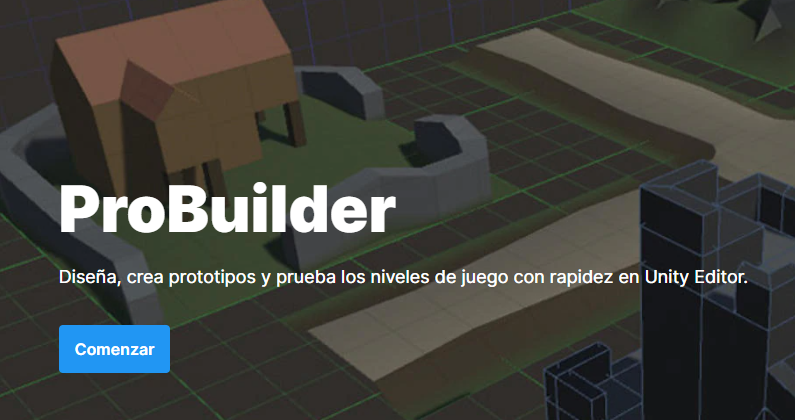 ProBuilder
Diseña, crea prototipos y prueba los niveles de juego con rapidez en Unity Editor.
Comenzar